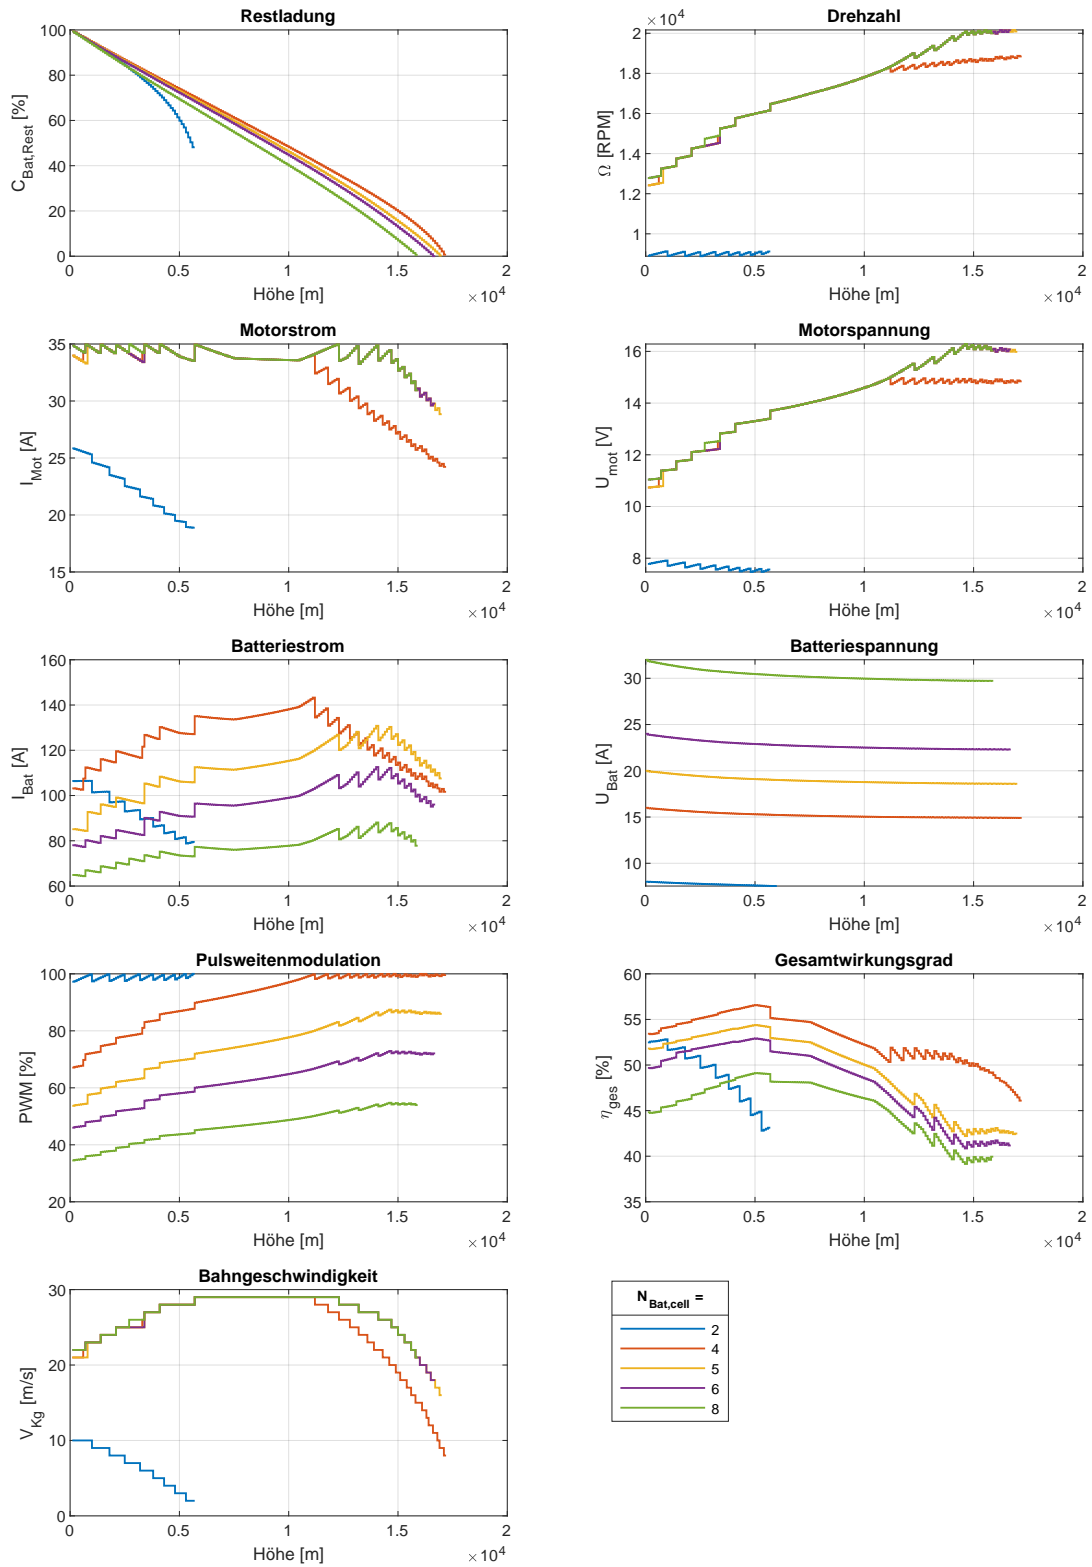 Restladung
C_Bat,Rest [%]
100
80
60
40
20
0
0 0.5 1 1.5 2
Höhe [m]
×10^4
Drehzahl
×10^4
Ω [RPM]
2
1.8
1.6
1.4
1.2
1
0 0.5 1 1.5 2
Höhe [m]
×10^4
Motorstrom
I_Mot [A]
35
30
25
20
15
0 0.5 1 1.5 2
Höhe [m]
×10^4
Motorspannung
U_mot [V]
16
14
12
10
8
0 0.5 1 1.5 2
Höhe [m]
×10^4
Batteriestrom
I_Bat [A]
160
140
120
100
80
60
0 0.5 1 1.5 2
Höhe [m]
×10^4
Batteriespannung
U_Bat [A]
30
25
20
15
10
0 0.5 1 1.5 2
Höhe [m]
×10^4
Pulsweitenmodulation
PWM [%]
100
80
60
40
20
0 0.5 1 1.5 2
Höhe [m]
×10^4
Gesamtwirkungsgrad
η_ges [%]
60
55
50
45
40
35
0 0.5 1 1.5 2
Höhe [m]
×10^4
Bahngeschwindigkeit
V_Kg [m/s]
30
20
10
0
0 0.5 1 1.5 2
Höhe [m]
×10^4
N_Bat,cell =
2
4
5
6
8